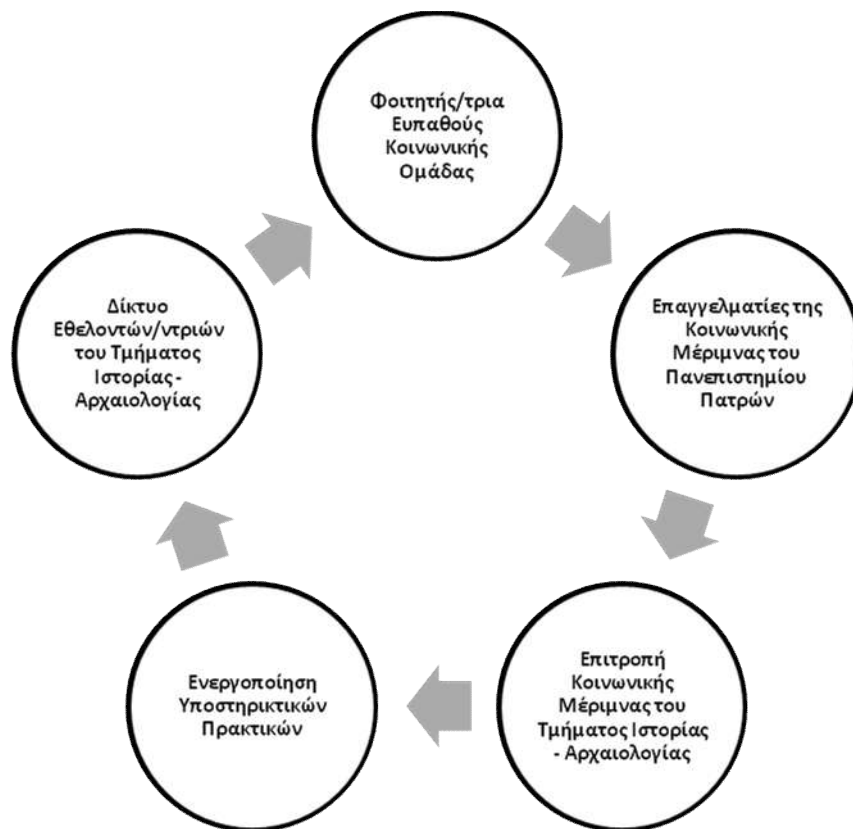 Φοιτητής/τρια
Ευπαθούς
Κοινωνικής
Ομάδας
Επαγγελματίες της
Κοινωνικής
Μέριμνας του
Πανεπιστημίου
Πατρών
Επιτροπή
Κοινωνικής
Μέριμνας του
Τμήματος Ιστορίας
- Αρχαιολογίας
Ενεργοποίηση
Υποστηρικτικών
Πρακτικών
Δίκτυο
Εθελοντών/ντριών
του Τμήματος
Ιστορίας -
Αρχαιολογίας